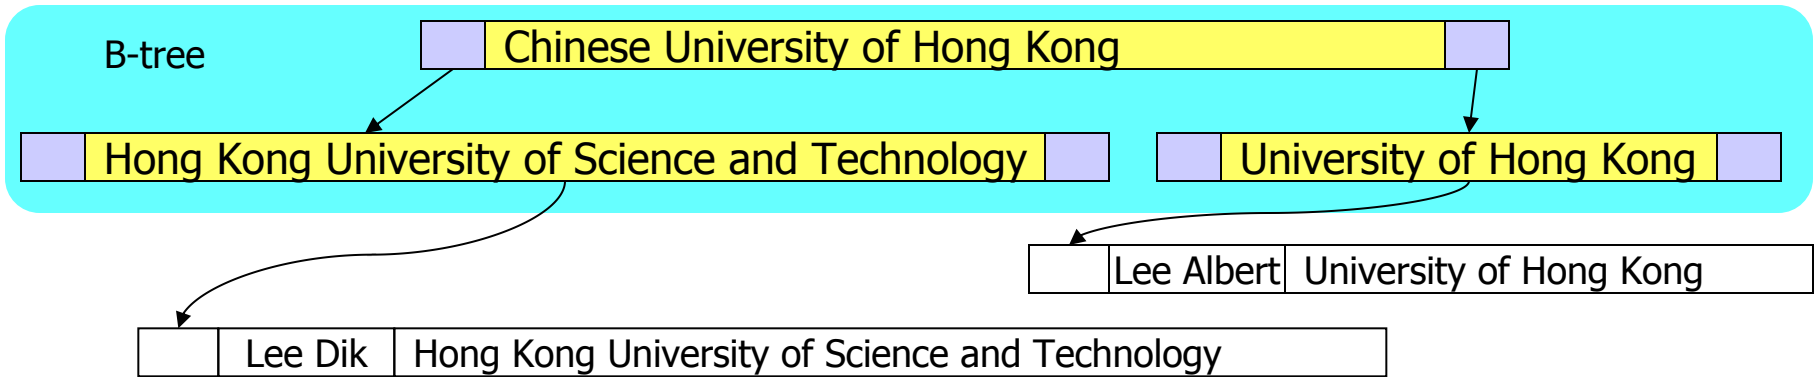 B-tree
Chinese University of Hong Kong
Hong Kong University of Science and Technology
University of Hong Kong
Lee Albert University of Hong Kong
Lee Dik Hong Kong University of Science and Technology